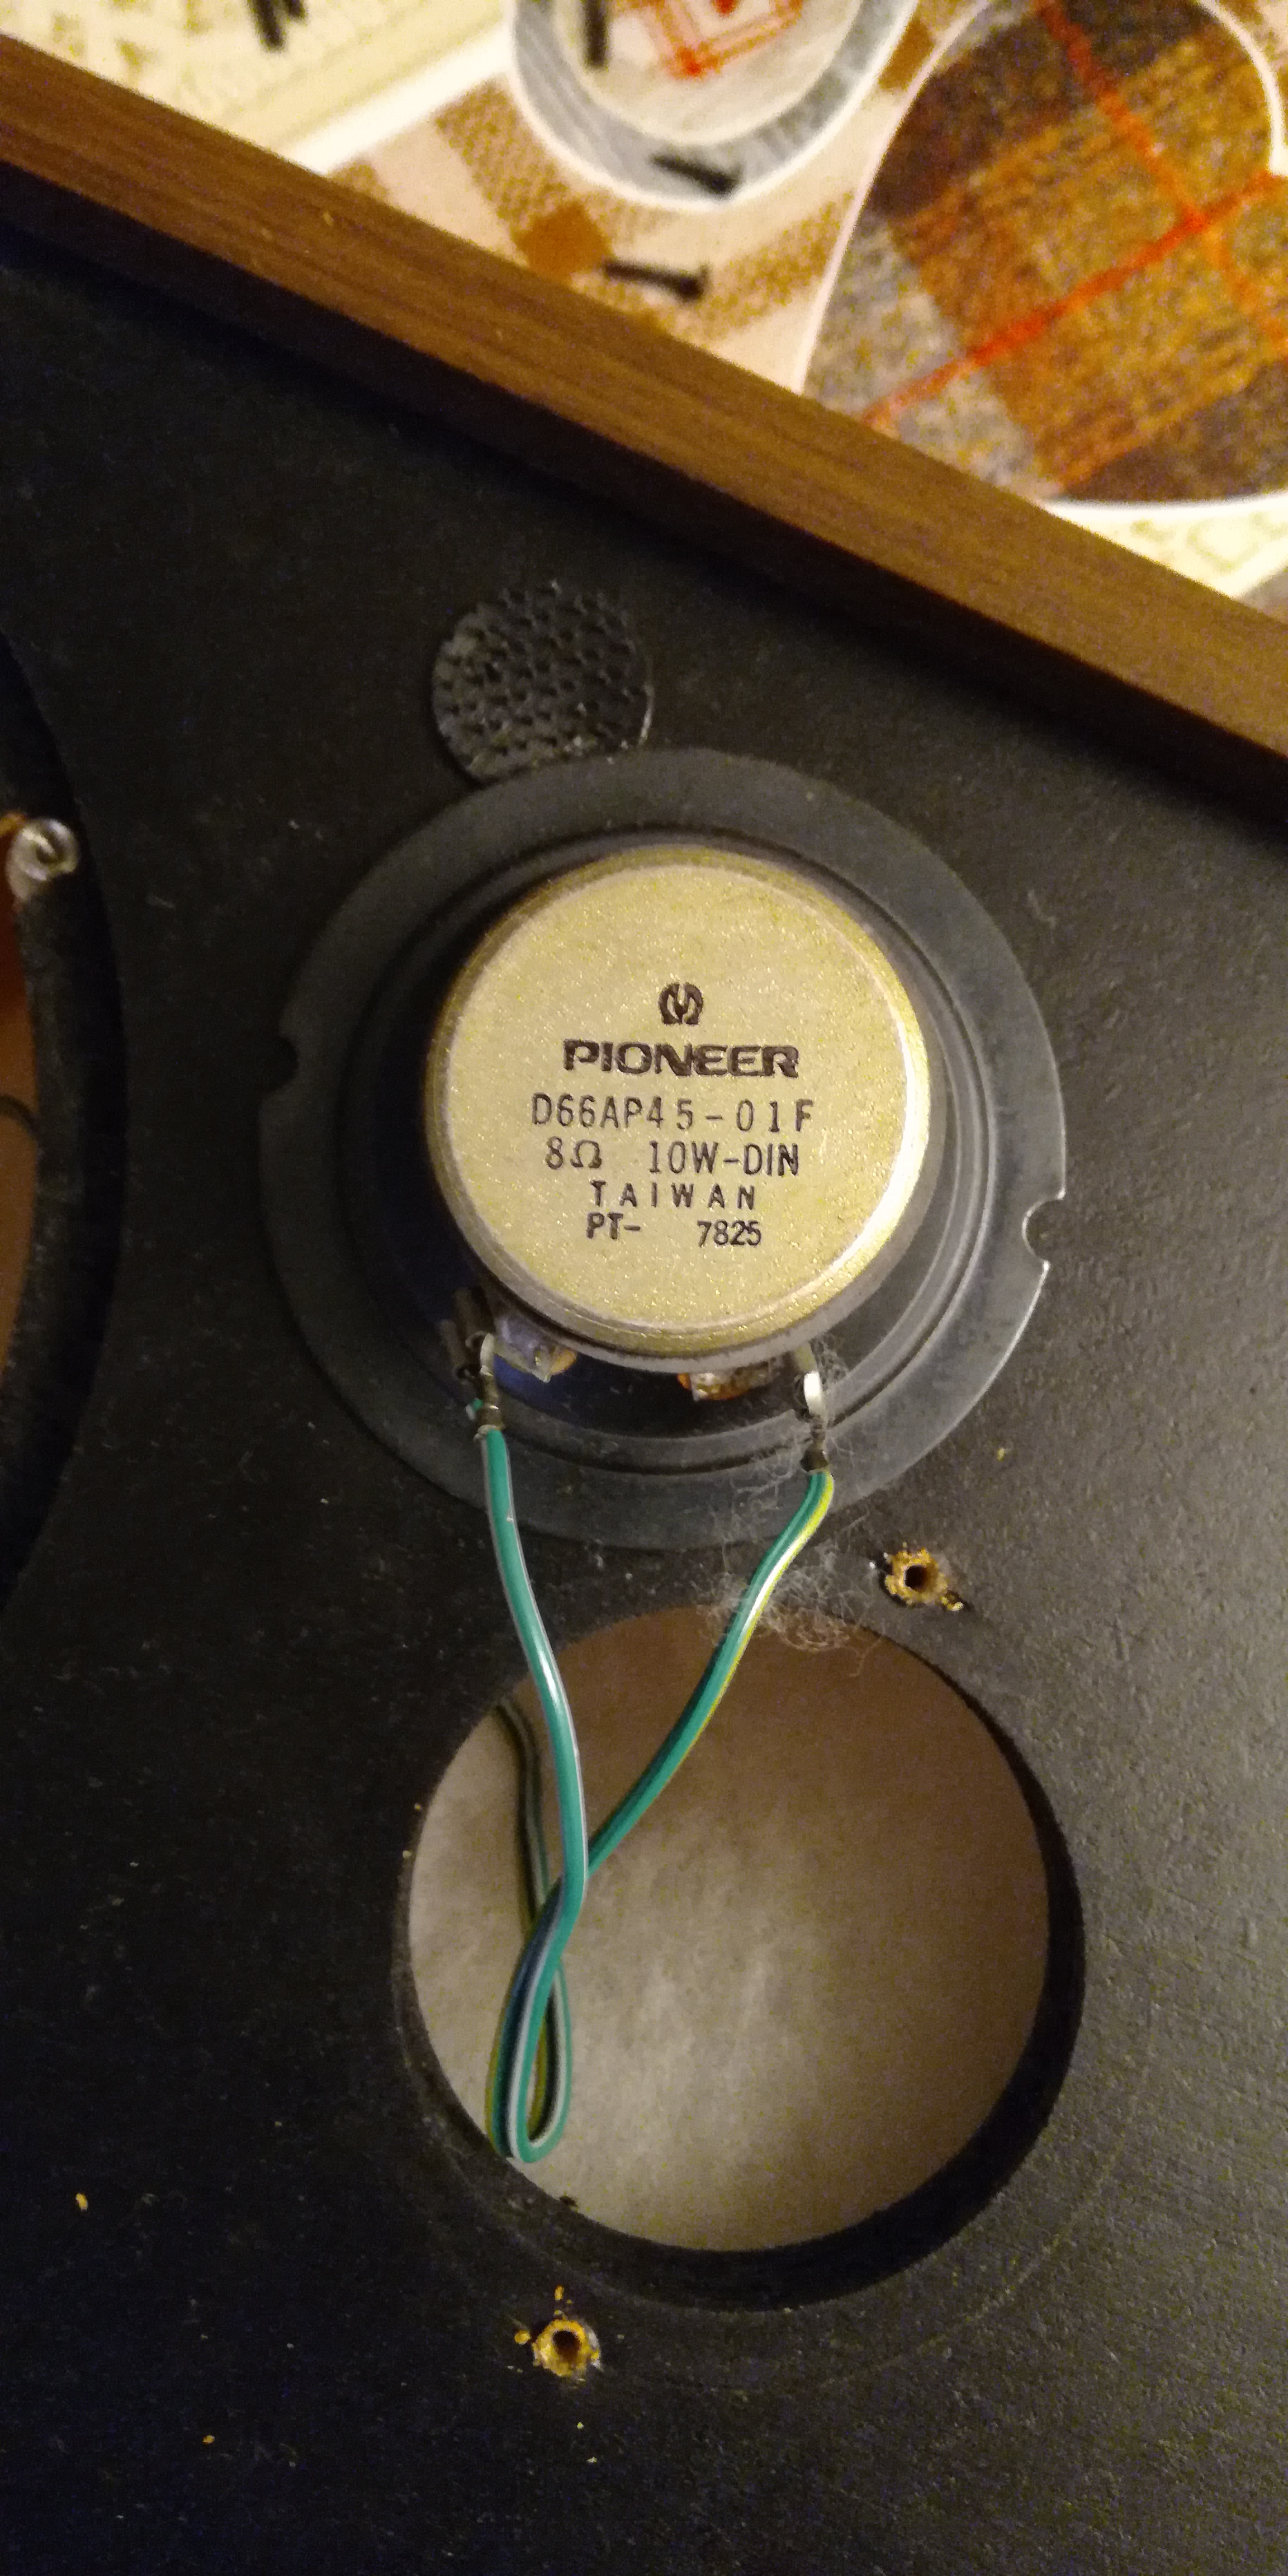 PIONEER
D66AP45-01F
8Ω 10W-DIN
TAIWAN
PT- 7825